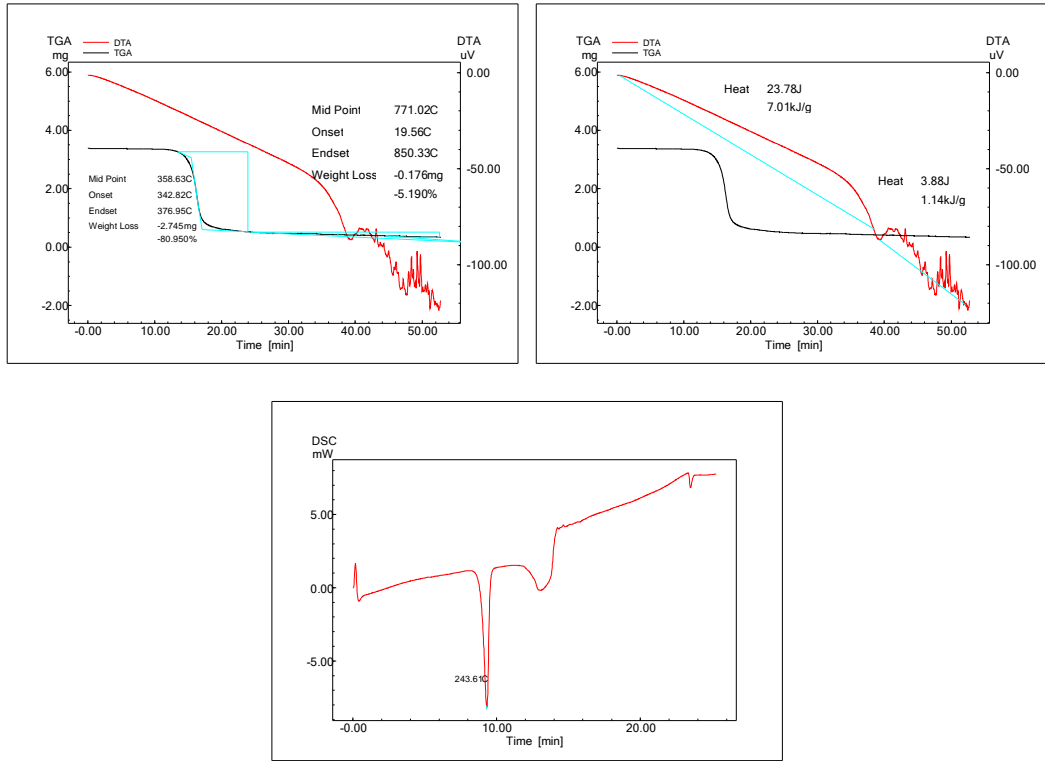 TGA
mg
DTA
TGA
DTA
uV
6.00
4.00
2.00
0.00
-2.00
0.00
-50.00
-100.00
Mid Point 771.02C
Onset 19.56C
Endset 850.33C
Weight Loss -0.176mg
-5.190%
Mid Point 358.63C
Onset 342.82C
Endset 376.95C
Weight Loss -2.745mg
-80.950%
-0.00 10.00 20.00 30.00 40.00 50.00
Time [min]
TGA
mg
DTA
TGA
DTA
uV
6.00
4.00
2.00
0.00
-2.00
0.00
-50.00
-100.00
Heat 23.78J
7.01kJ/g
Heat 3.88J
1.14kJ/g
-0.00 10.00 20.00 30.00 40.00 50.00
Time [min]
DSC
mW
5.00
0.00
-5.00
243.61C
-0.00 10.00 20.00
Time [min]